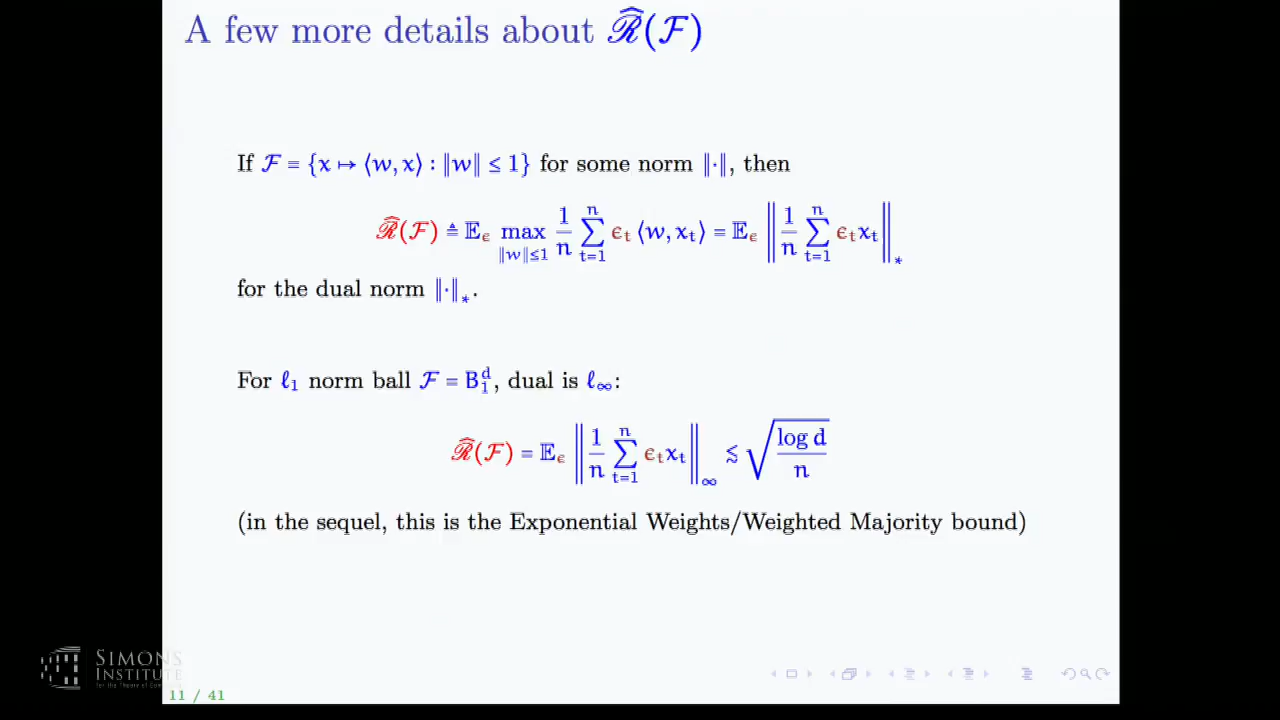 A few more details about ℛ̂(ℱ)
If ℱ = {x ↦ ⟨w, x⟩ : ‖w‖ ≤ 1} for some norm ‖·‖, then
ℛ̂(ℱ) ≜ 𝔼_ϵ max_{‖w‖≤1} 1/n ∑_{t=1}^{n} ϵ_t ⟨w, x_t⟩ = 𝔼_ϵ ‖ 1/n ∑_{t=1}^{n} ϵ_t x_t ‖_*
for the dual norm ‖·‖_*.
For ℓ_1 norm ball ℱ = B_1^d, dual is ℓ_∞:
ℛ̂(ℱ) = 𝔼_ϵ ‖ 1/n ∑_{t=1}^{n} ϵ_t x_t ‖_∞ ≲ √(log d / n)
(in the sequel, this is the Exponential Weights/Weighted Majority bound)
SIMONS
INSTITUTE
11 / 41